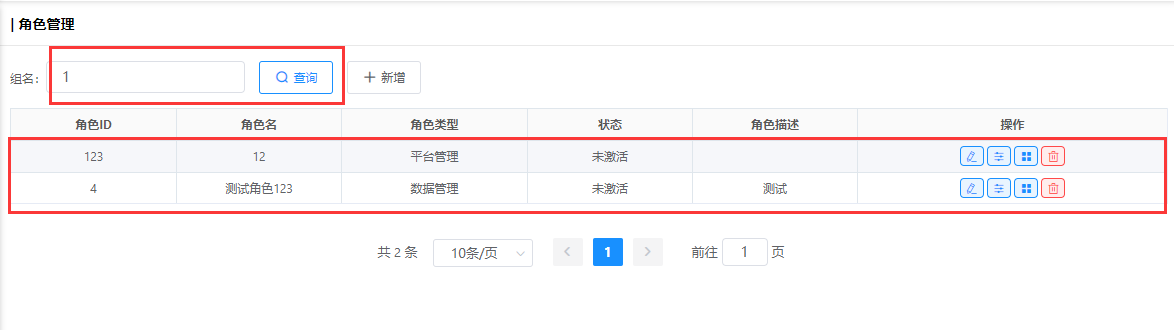 | 角色管理
组名： 1 查询 新增
角色ID 角色名 角色类型 状态 角色描述 操作
123 12 平台管理 未激活
4 测试角色123 数据管理 未激活 测试
共 2 条 10条/页 1 前往 1 页